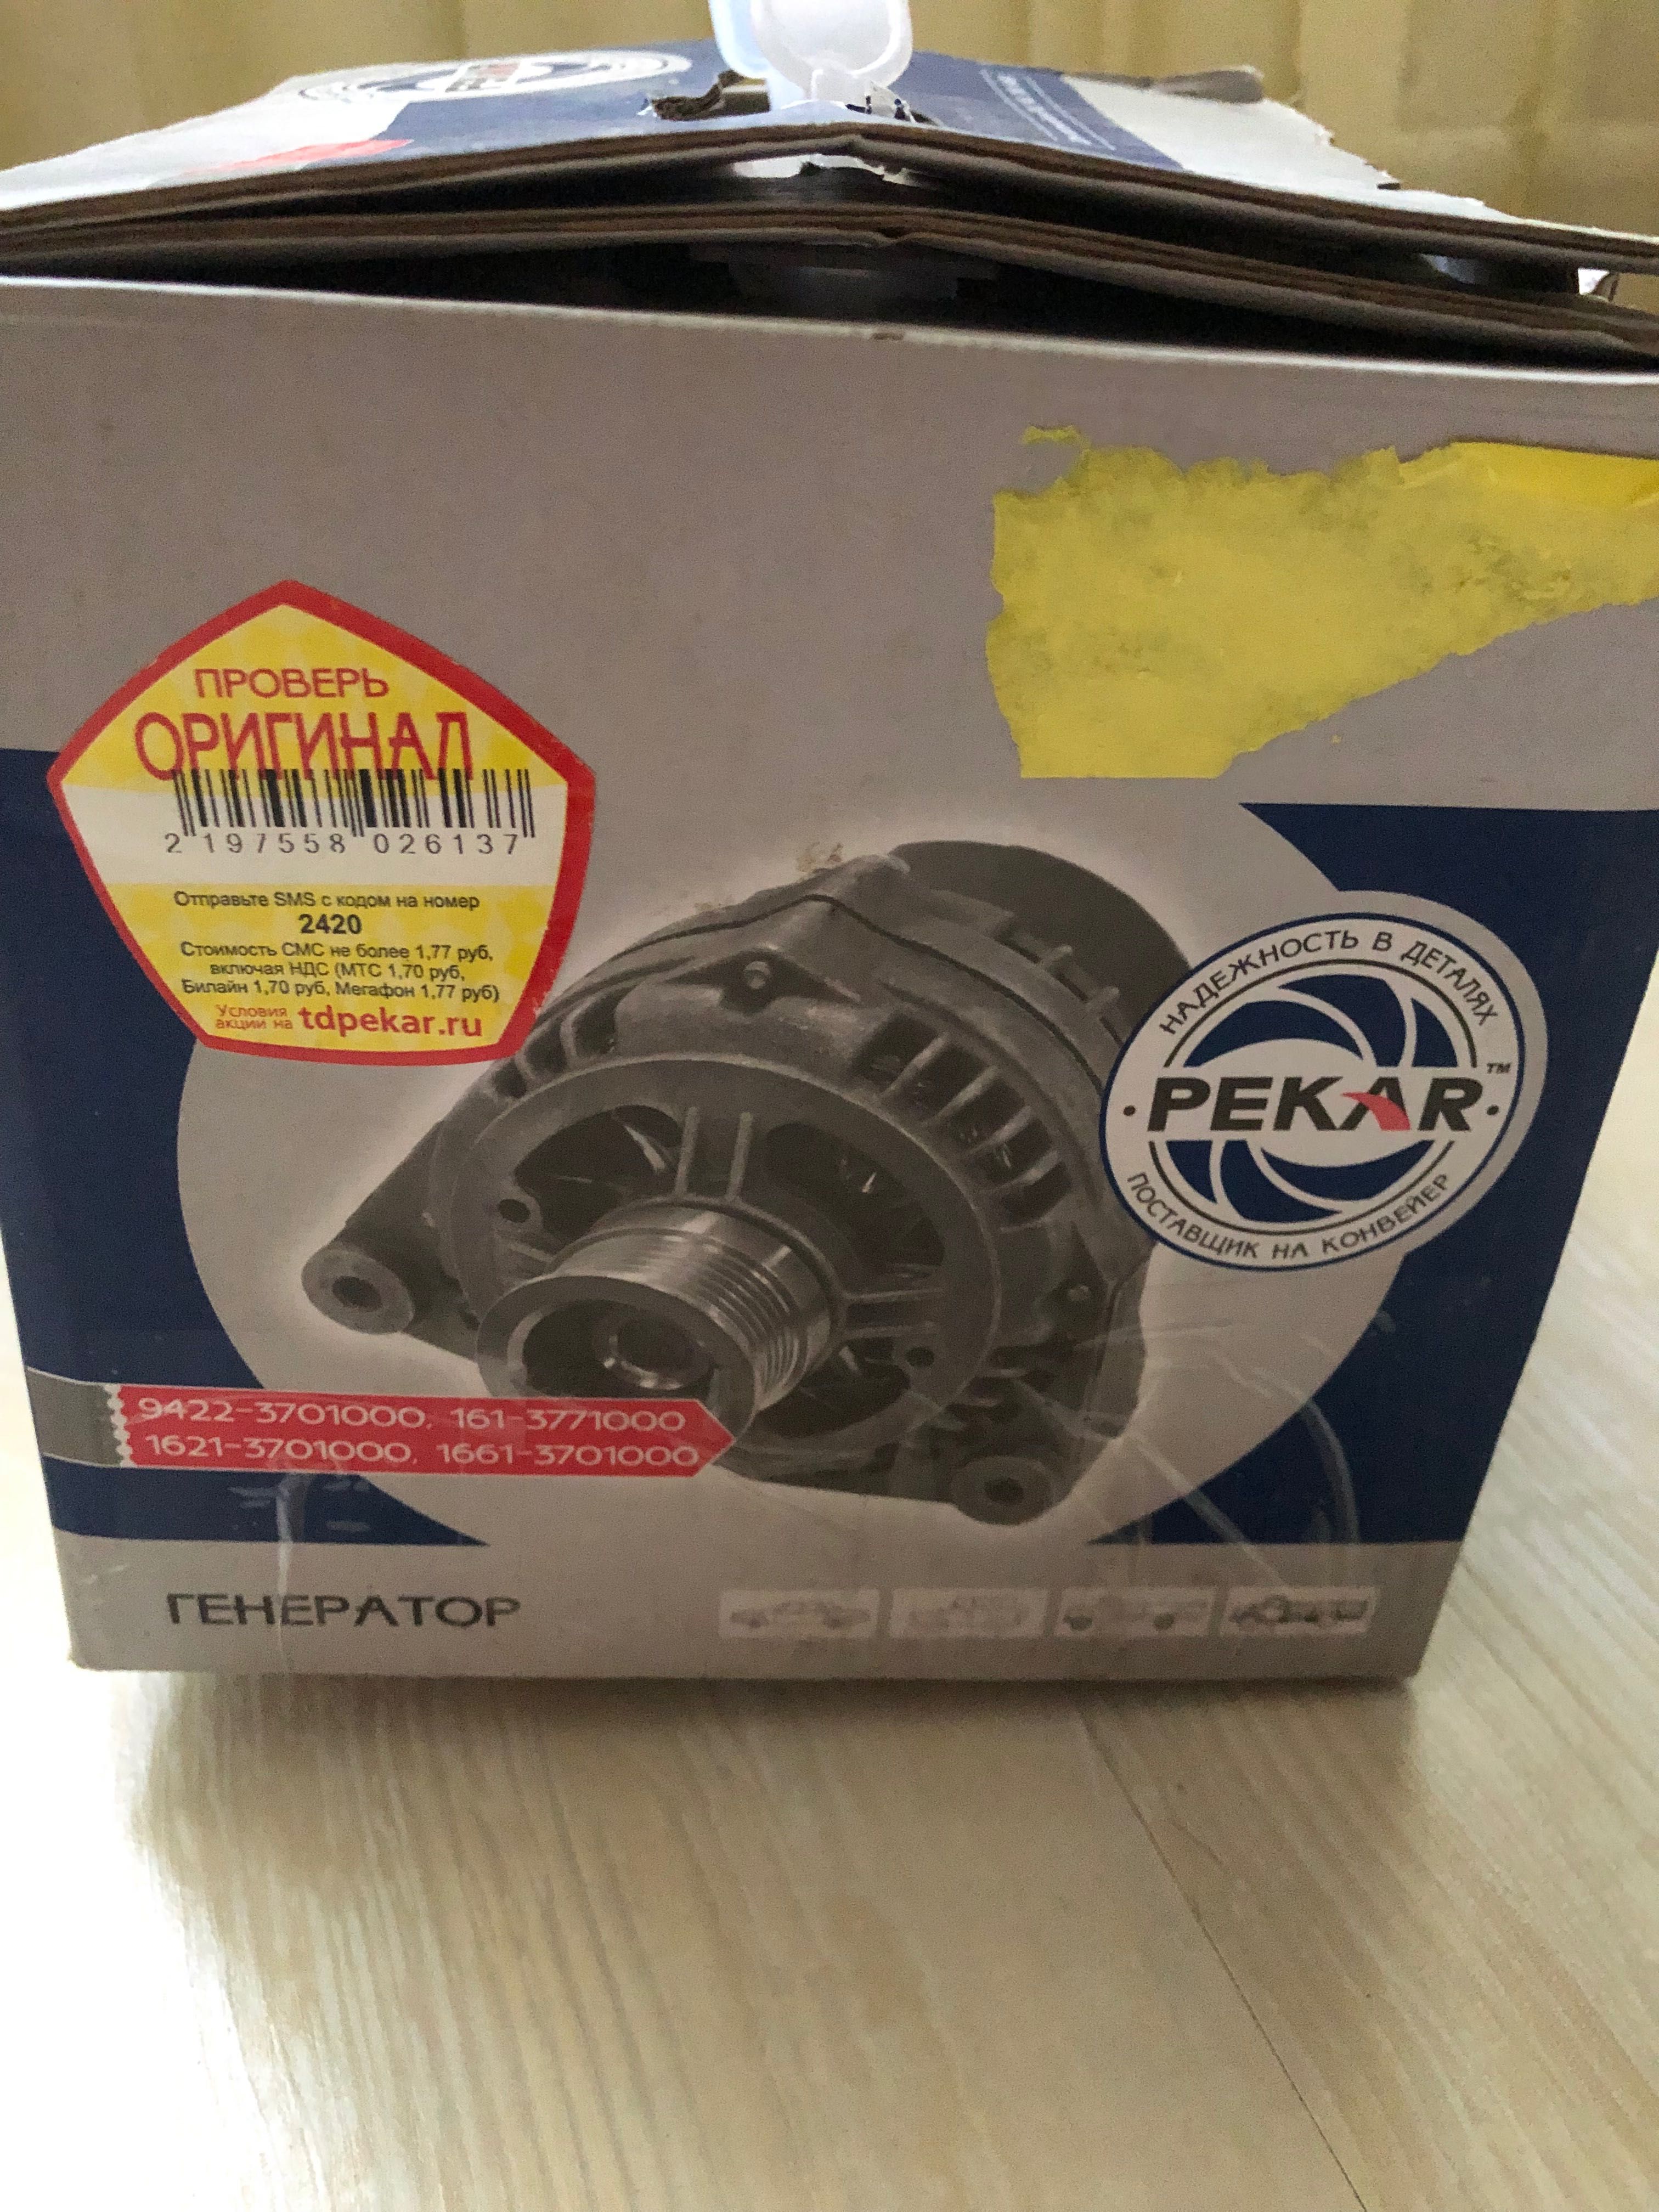 ПРОВЕРЬ
ОРИГИНАЛ
2 197558 026137
Отправьте SMS с кодом на номер
2420
Стоимость СМС не более 1,77 руб,
включая НДС (МТС 1,70 руб,
Билайн 1,70 руб, Мегафон 1,77 руб)
Условия
акции на tdpekar.ru
НАДЕЖНОСТЬ В ДЕТАЛЯХ
PEKAR™
ПОСТАВЩИК НА КОНВЕЙЕР
9422-3701000, 161-3771000
1621-3701000, 1661-3701000
ГЕНЕРАТОР